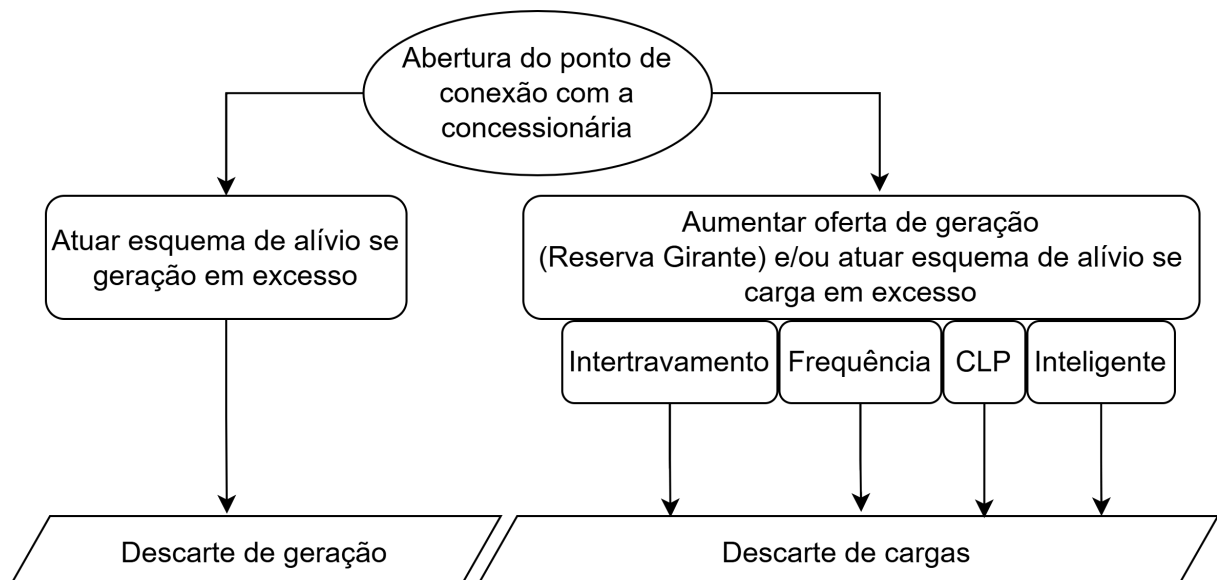 Abertura do ponto de
conexão com a
concessionária
Atuar esquema de alívio se
geração em excesso
Aumentar oferta de geração
(Reserva Girante) e/ou atuar esquema de alívio se
carga em excesso
Intertravamento
Frequência
CLP
Inteligente
Descarte de geração
Descarte de cargas